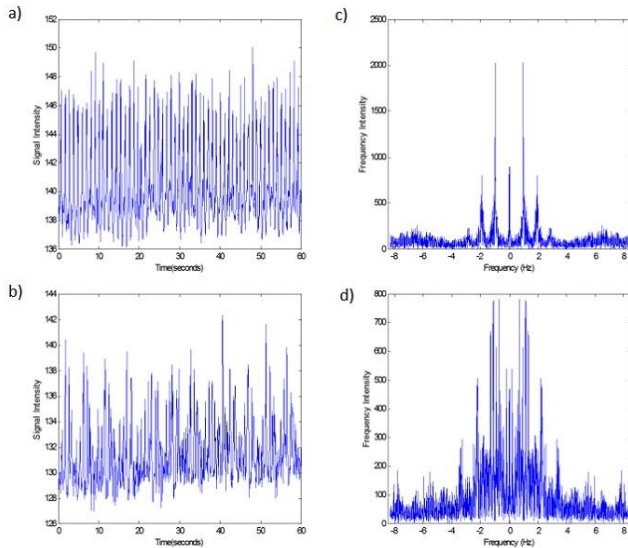 a)
152
150
148
146
144
142
140
138
136
Signal Intensity
0 10 20 30 40 50 60
Time(seconds)
c)
2500
2000
1500
1000
500
0
Frequency Intensity
-8 -6 -4 -2 0 2 4 6 8
Frequency (Hz)
b)
144
142
140
138
136
134
132
130
128
126
Signal Intensity
0 10 20 30 40 50 60
Time(seconds)
d)
800
700
600
500
400
300
200
100
0
Frequency Intensity
-8 -6 -4 -2 0 2 4 6 8
Frequency (Hz)